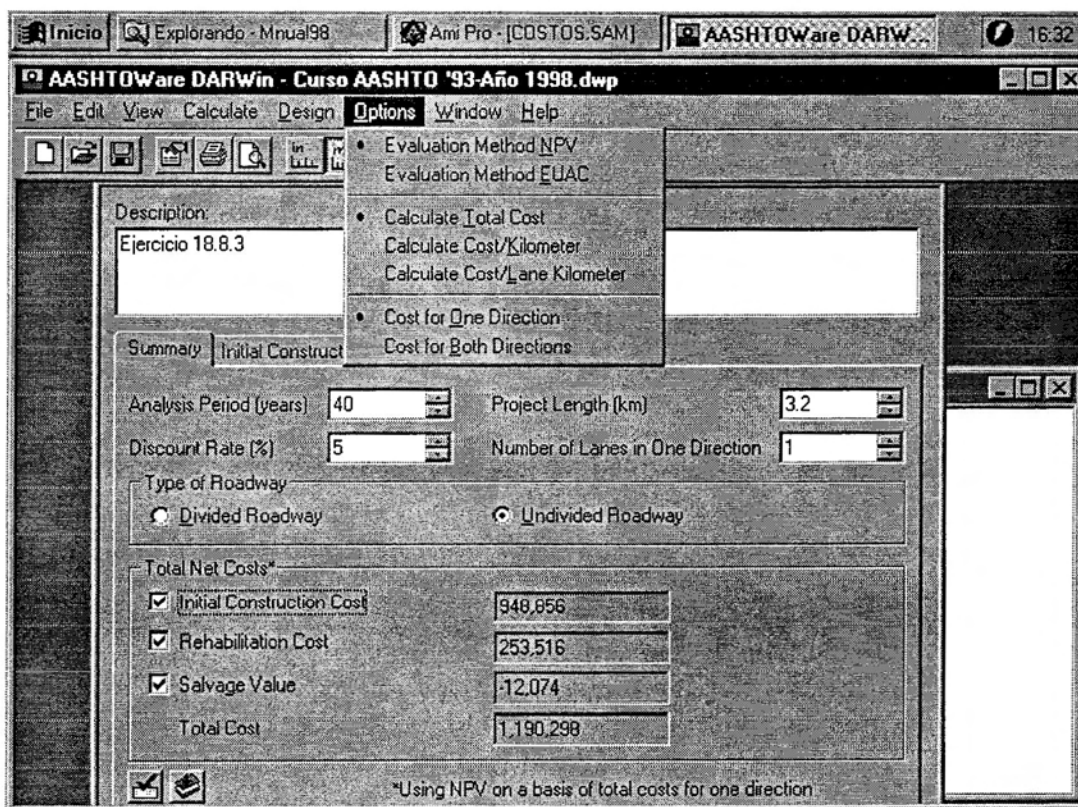 Inicio Explorando - Mnual98 Ami Pro - [COSTOS.SAM] AASHTOWare DARW... 16:32
AASHTOWare DARWin - Curso AASHTO '93-Año 1998.dwp
File Edit View Calculate Design Options Window Help
in
Evaluation Method NPV
Evaluation Method EUAC
Calculate Total Cost
Calculate Cost/Kilometer
Calculate Cost/Lane Kilometer
Cost for One Direction
Cost for Both Directions
Description:
Ejercicio 18.8.3
Summary Initial Construct
Analysis Period (years) 40 Project Length (km) 3.2
Discount Rate (%) 5 Number of Lanes in One Direction 1
Type of Roadway
Divided Roadway Undivided Roadway
Total Net Costs*
Initial Construction Cost 948,856
Rehabilitation Cost 253,516
Salvage Value -12,074
Total Cost 1,190,298
*Using NPV on a basis of total costs for one direction